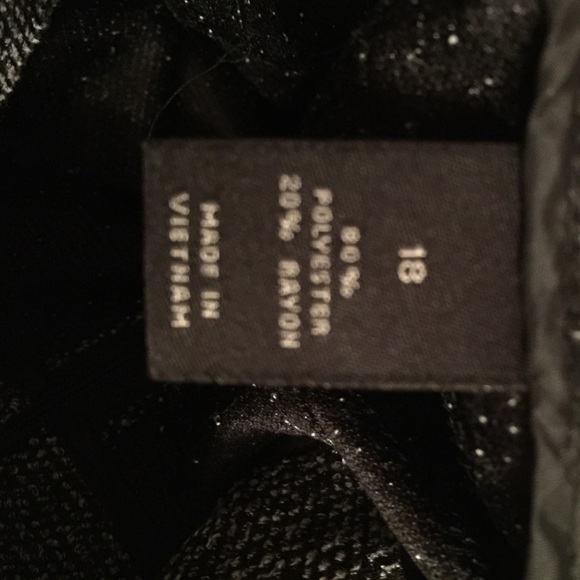 18
80%
POLYESTER
20% RAYON
MADE IN
VIETNAM